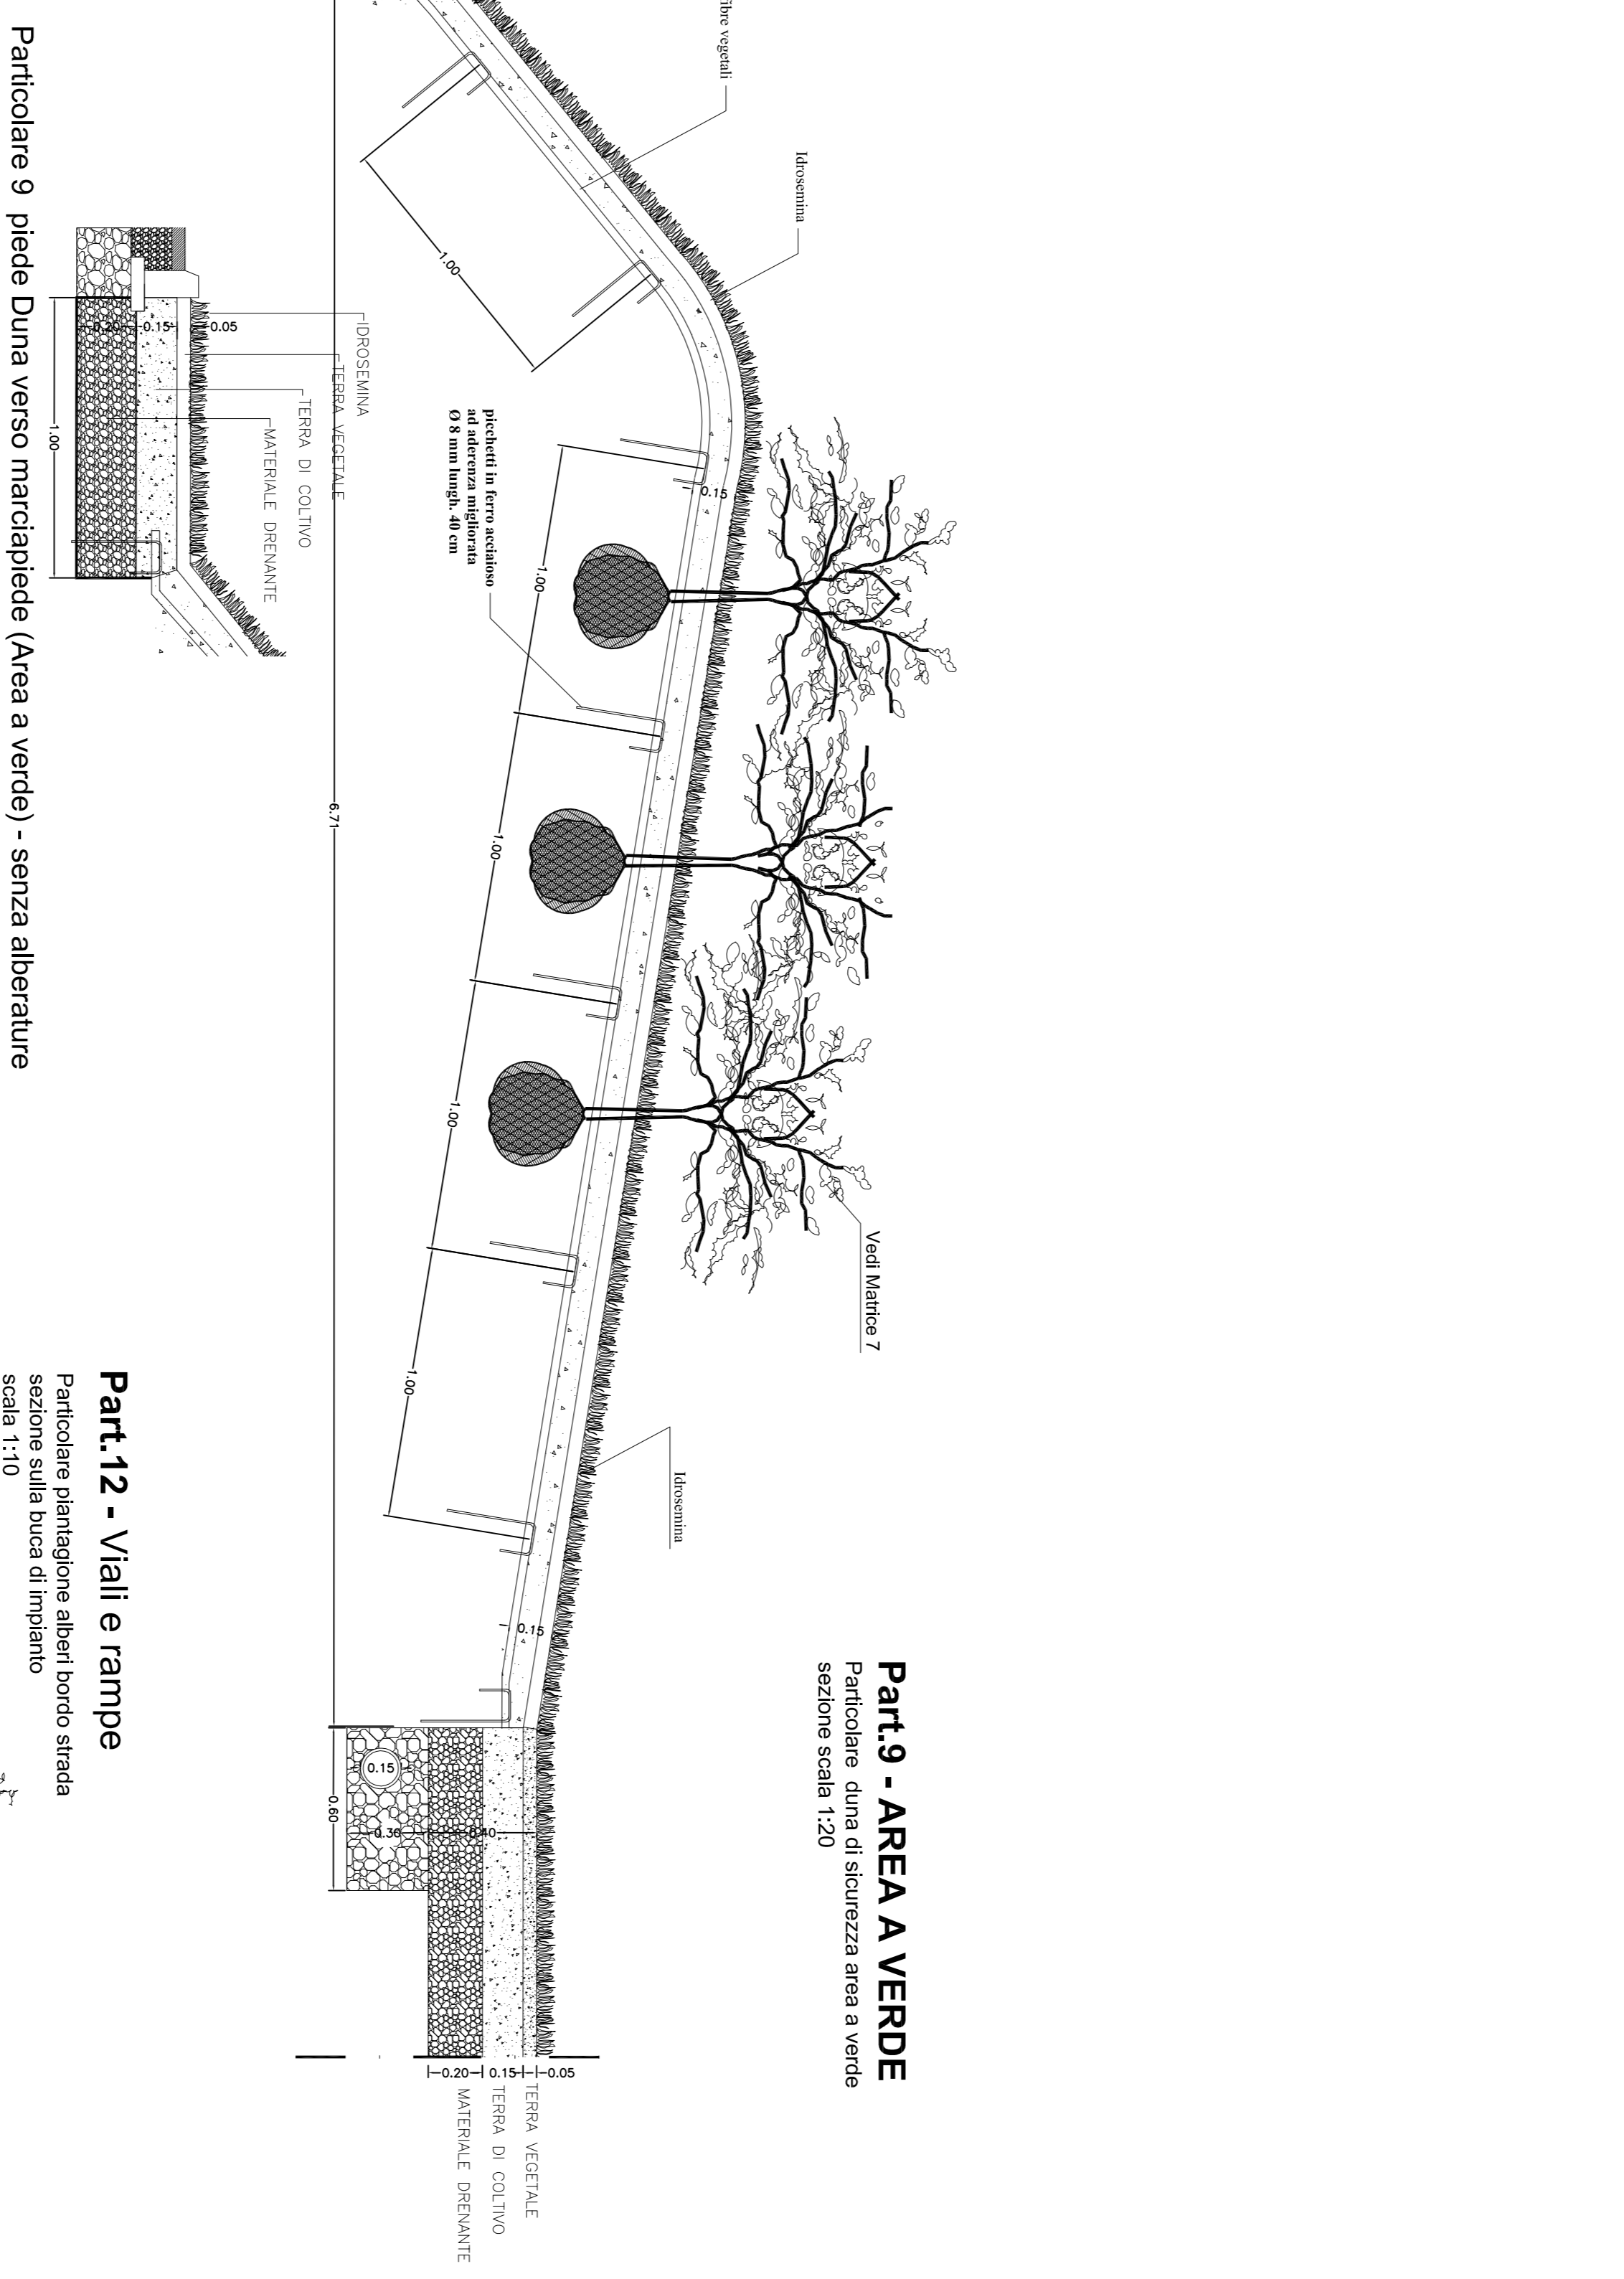 Part.9 - AREA A VERDE
Particolare duna di sicurezza area a verde
sezione scala 1:20
Vedi Matrice 7
Idrosemina
vegetali
Idrosemina
0.15
1.00
picchetti in ferro acciaioso
ad aderenza migliorata
Ø 8 mm lungh. 40 cm
1.00
1.00
1.00
1.00
0.15
6.71
0.15
0.60
0.30
0.40
0.20
0.15
0.05
TERRA VEGETALE
TERRA DI COLTIVO
MATERIALE DRENANTE
0.05
0.15
0.20
IDROSEMINA
TERRA VEGETALE
TERRA DI COLTIVO
MATERIALE DRENANTE
1.00
Particolare 9 piede Duna verso marciapiede (Area a verde) - senza alberature
Part.12 - Viali e rampe
Particolare piantagione alberi bordo strada
sezione sulla buca di impianto
scala 1:10